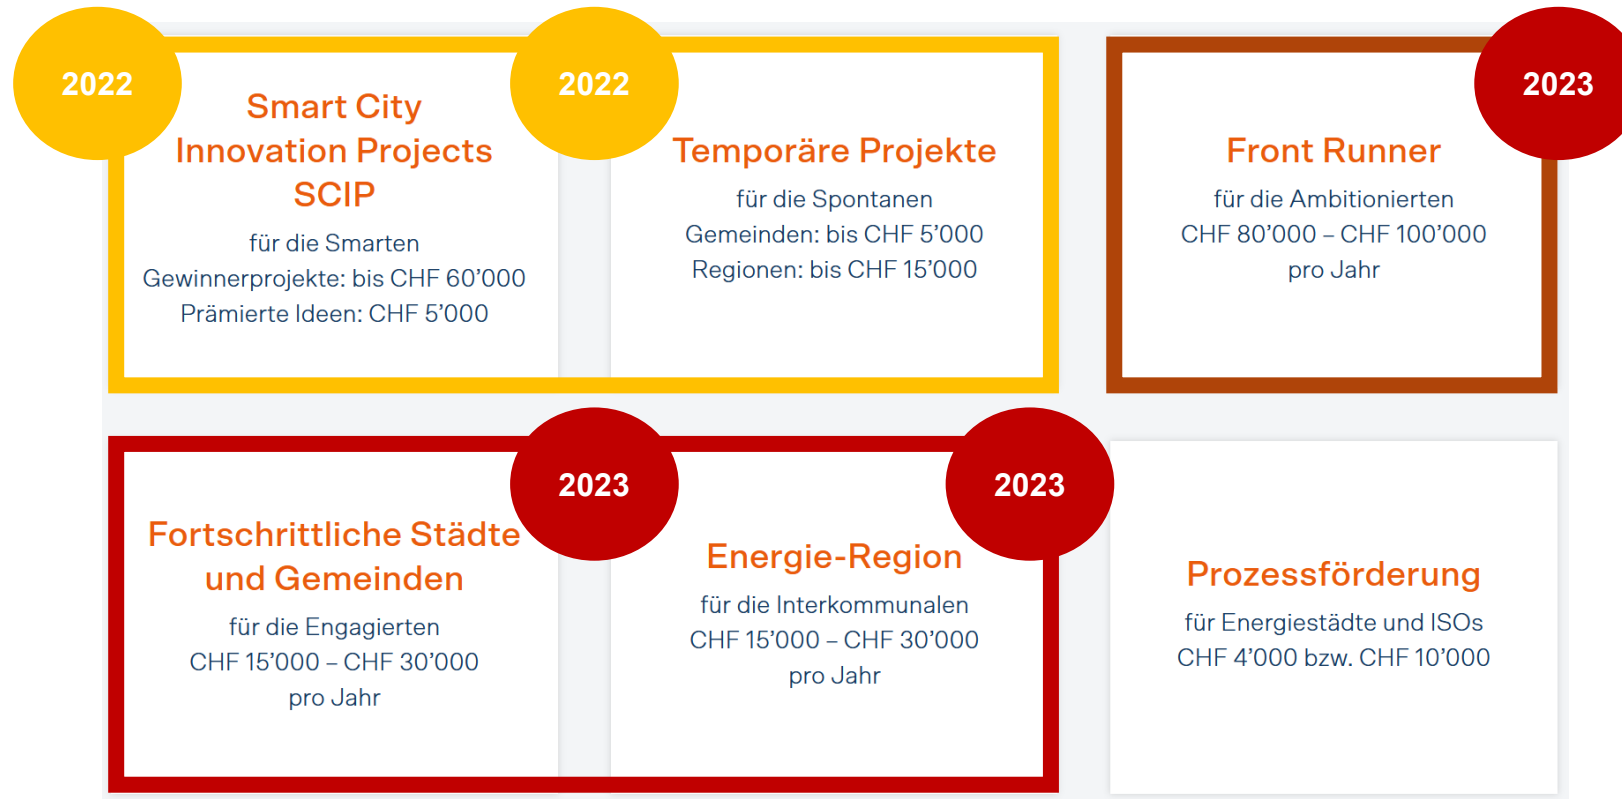 2022
Smart City
Innovation Projects
SCIP
für die Smarten
Gewinnerprojekte: bis CHF 60’000
Prämierte Ideen: CHF 5’000
2022
Temporäre Projekte
für die Spontanen
Gemeinden: bis CHF 5’000
Regionen: bis CHF 15’000
2023
Front Runner
für die Ambitionierten
CHF 80’000 – CHF 100’000
pro Jahr
2023
Fortschrittliche Städte
und Gemeinden
für die Engagierten
CHF 15’000 – CHF 30’000
pro Jahr
2023
Energie-Region
für die Interkommunalen
CHF 15’000 – CHF 30’000
pro Jahr
Prozessförderung
für Energiestädte und ISOs
CHF 4’000 bzw. CHF 10’000